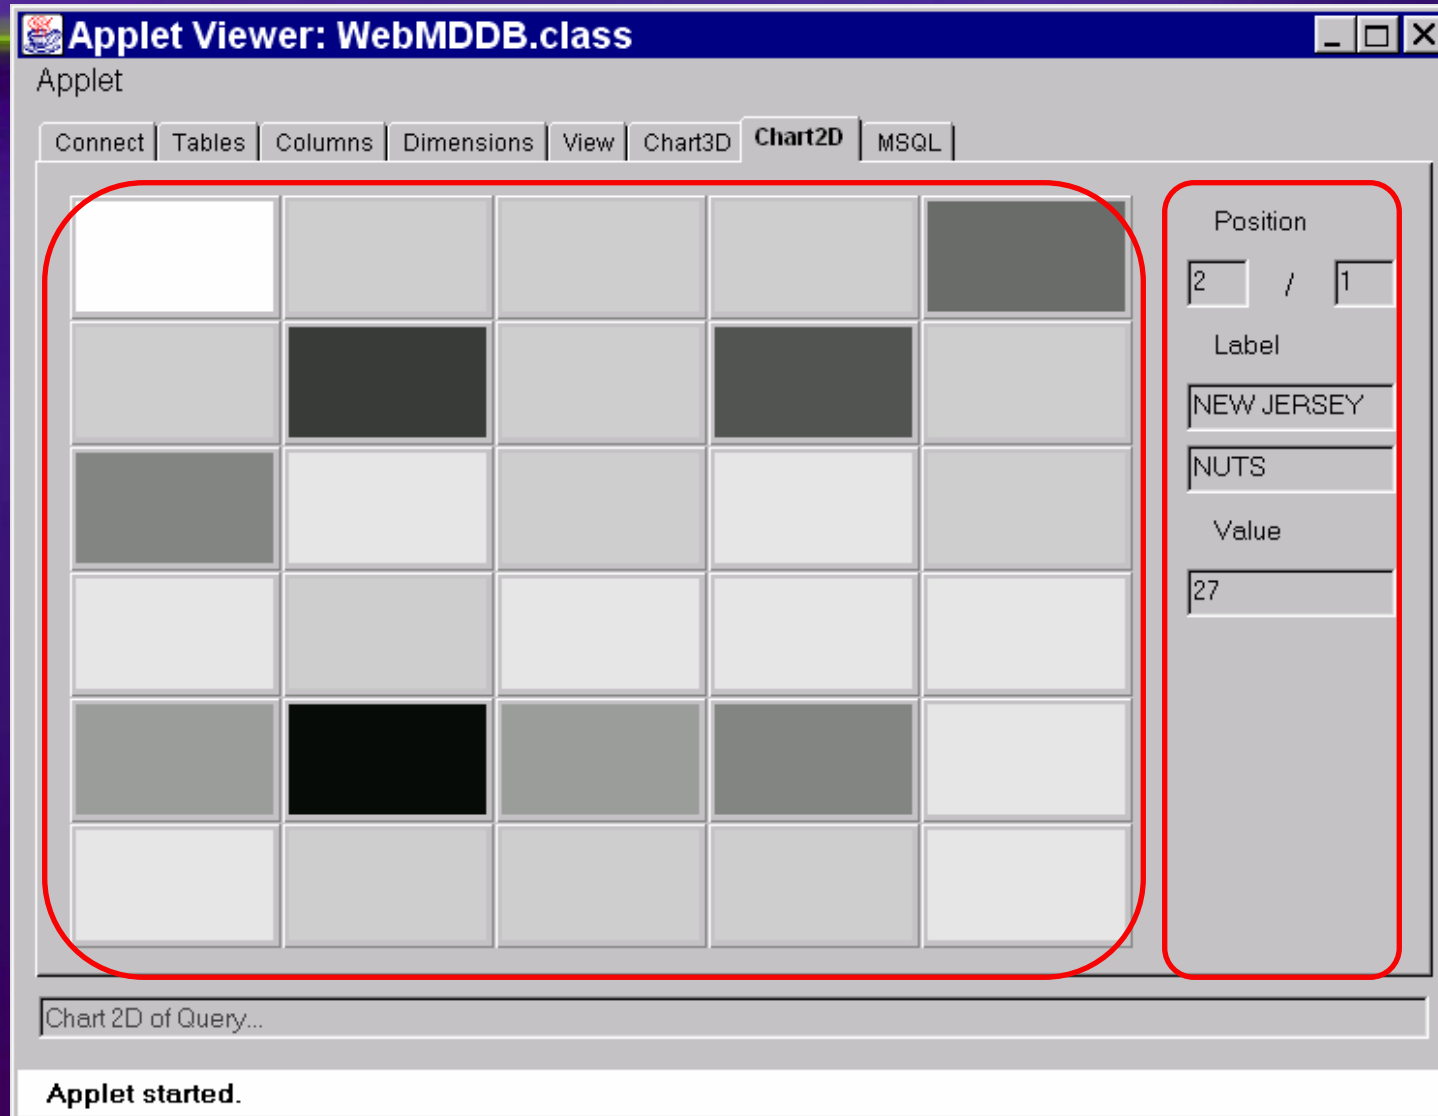 Applet Viewer: WebMDDB.class
Applet
Connect Tables Columns Dimensions View Chart3D Chart2D MSQL
Position
2 / 1
Label
NEW JERSEY
NUTS
Value
27
Chart 2D of Query...
Applet started.